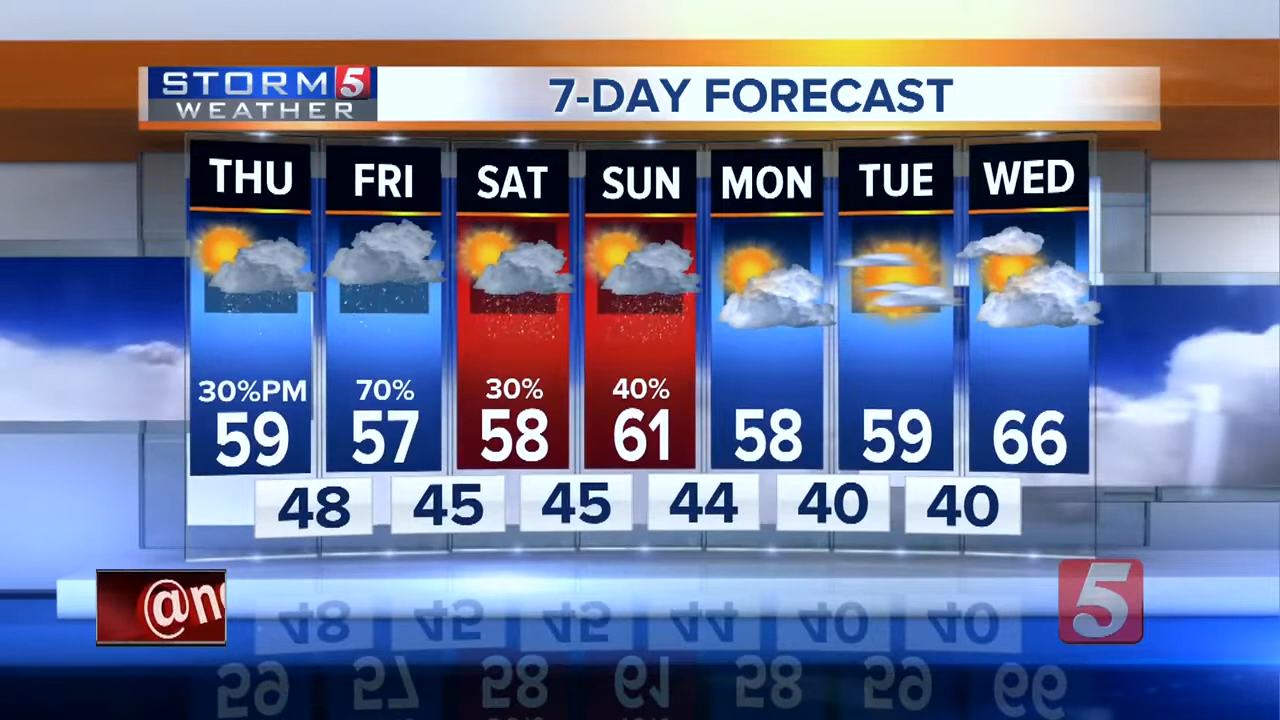 STORM 5
WEATHER
7-DAY FORECAST
THU FRI SAT SUN MON TUE WED
30%PM 70% 30% 40%
59 57 58 61 58 59 66
48 45 45 44 40 40
@n
5